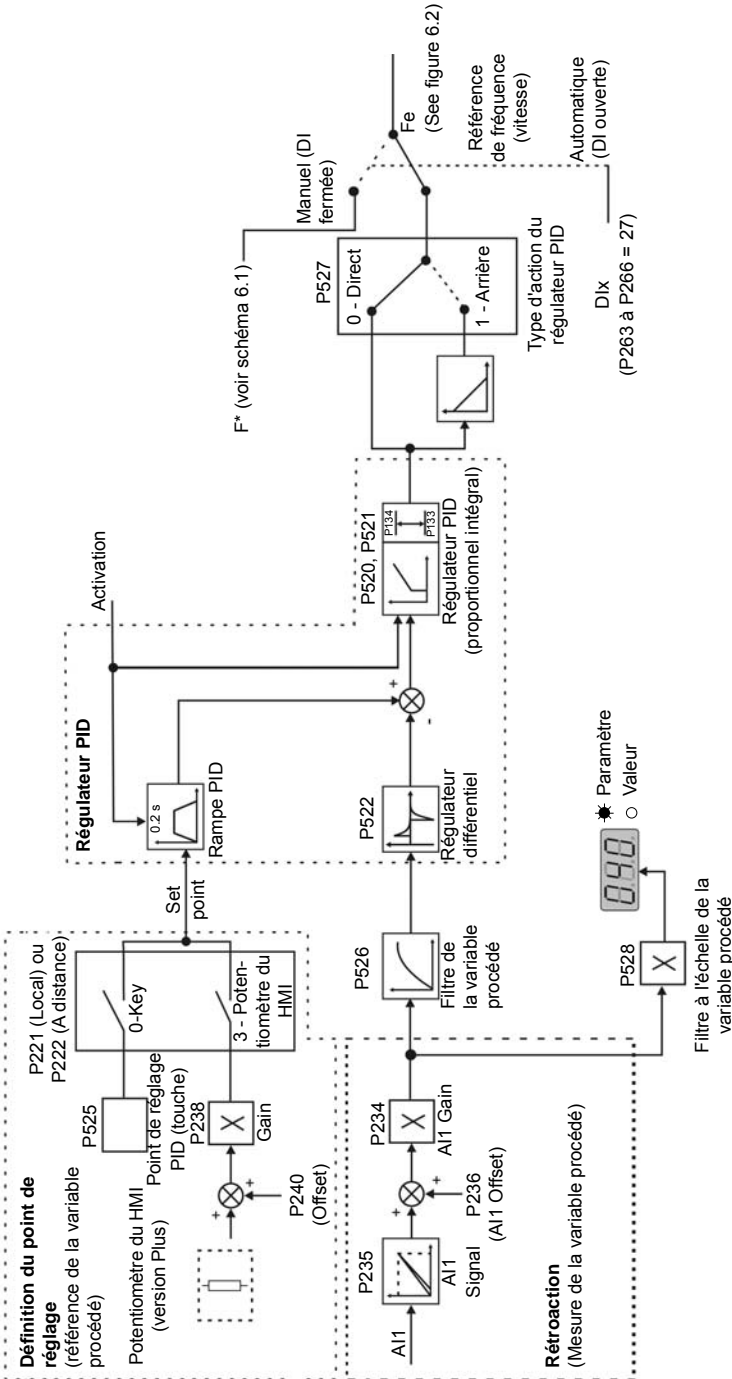 Définition du point de
réglage
(référence de la variable
procédé)
Potentiomètre du HMI
(version Plus)
P240
(Offset)
P525
Point de réglage
PID (touche)
P238
Gain
P221 (Local) ou
P222 (A distance)
0-Key
3 - Poten-
tiomètre du
HMI
Set
point
Régulateur PID
0.2 s
Rampe PID
Activation
P520, P521
P134
P133
Régulateur PID
(proportionnel intégral)
P522
Régulateur
différentiel
P526
Filtre de
la variable
procédé
Rétroaction
(Mesure de la variable procédé)
AI1
P235
AI1
Signal
P236
(AI1 Offset)
P234
AI1 Gain
P528
Filtre à l'échelle de la
variable procédé
Paramètre
Valeur
F* (voir schéma 6.1)
P527
0 - Direct
1 - Arrière
Type d'action du
régulateur PID
Manuel (DI
fermée)
Fe
(See figure 6.2)
Référence
de fréquence
(vitesse)
Automatique
(DI ouverte)
DIx
(P263 à P266 = 27)